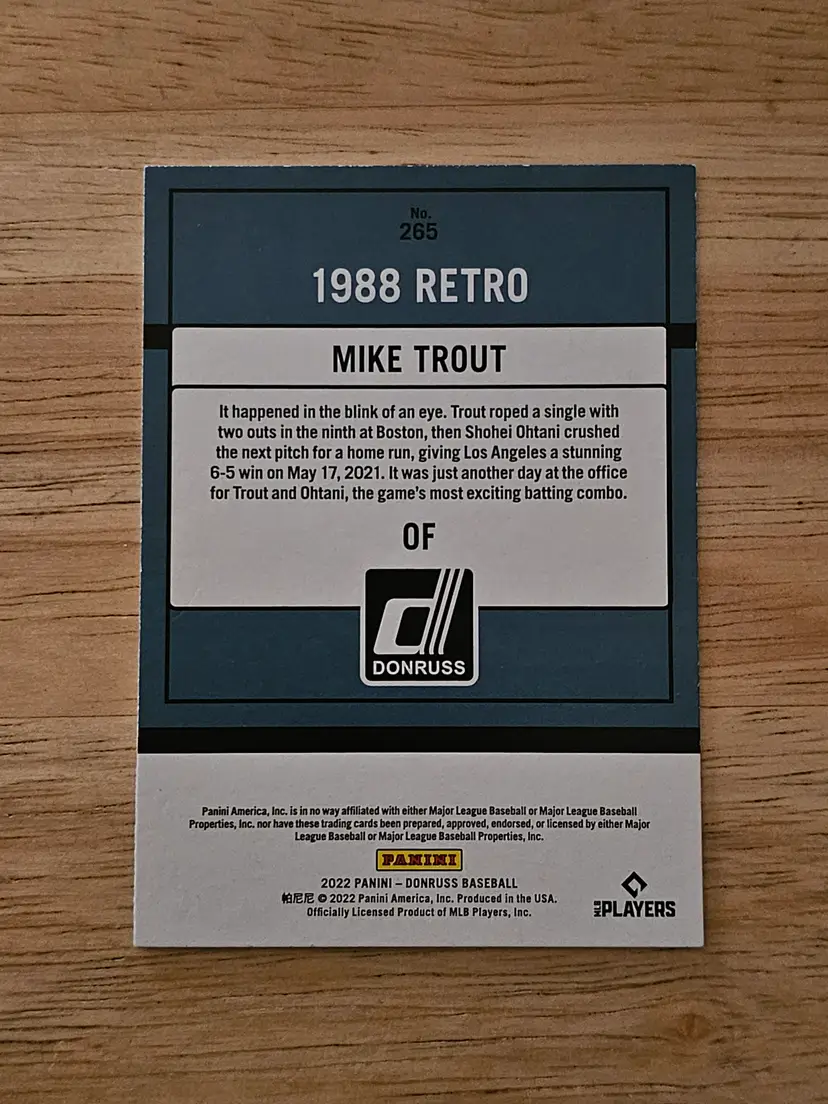 No.
265
1988 RETRO
MIKE TROUT
It happened in the blink of an eye. Trout roped a single with
two outs in the ninth at Boston, then Shohei Ohtani crushed
the next pitch for a home run, giving Los Angeles a stunning
6-5 win on May 17, 2021. It was just another day at the office
for Trout and Ohtani, the game's most exciting batting combo.
OF
d
DONRUSS
Panini America, Inc. is in no way affiliated with either Major League Baseball or Major League Baseball
Properties, Inc. nor have these trading cards been prepared, approved, endorsed, or licensed by either Major
League Baseball or Major League Baseball Properties, Inc.
PANINI
2022 PANINI – DONRUSS BASEBALL
帕尼尼 © 2022 Panini America, Inc. Produced in the USA.
Officially Licensed Product of MLB Players, Inc.
MLB PLAYERS